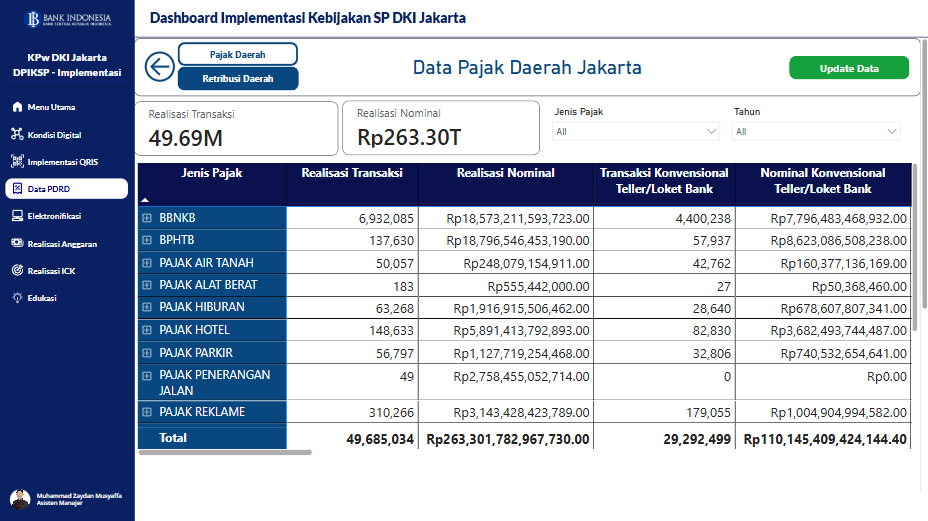 BANK INDONESIA
BANK SENTRAL REPUBLIK INDONESIA
KPw DKI Jakarta
DPIKSP - Implementasi
Menu Utama
Kondisi Digital
Implementasi QRIS
Data PDRD
Elektronifikasi
Realisasi Anggaran
Realisasi ICK
Edukasi
Muhammad Zaydan Musyaffa
Asisten Manajer
Dashboard Implementasi Kebijakan SP DKI Jakarta
Pajak Daerah
Retribusi Daerah
Data Pajak Daerah Jakarta
Update Data
Realisasi Transaksi
49.69M
Realisasi Nominal
Rp263.30T
Jenis Pajak
All
Tahun
All
Jenis Pajak Realisasi Transaksi Realisasi Nominal Transaksi Konvensional Nominal Konvensional
Teller/Loket Bank Teller/Loket Bank
BBNKB 6,932,085 Rp18,573,211,593,723.00 4,400,238 Rp7,796,483,468,932.00
BPHTB 137,630 Rp18,796,546,453,190.00 57,937 Rp8,623,086,508,238.00
PAJAK AIR TANAH 50,057 Rp248,079,154,911.00 42,762 Rp160,377,136,169.00
PAJAK ALAT BERAT 183 Rp555,442,000.00 27 Rp50,368,460.00
PAJAK HIBURAN 63,268 Rp1,916,915,506,462.00 28,640 Rp678,607,807,341.00
PAJAK HOTEL 148,633 Rp5,891,413,792,893.00 82,830 Rp3,682,493,744,487.00
PAJAK PARKIR 56,797 Rp1,127,719,254,468.00 32,806 Rp740,532,654,641.00
PAJAK PENERANGAN 49 Rp2,758,455,052,714.00 0 Rp0.00
JALAN
PAJAK REKLAME 310,266 Rp3,143,428,423,789.00 179,055 Rp1,004,904,994,582.00
Total 49,685,034 Rp263,301,782,967,730.00 29,292,499 Rp110,145,409,424,144.40